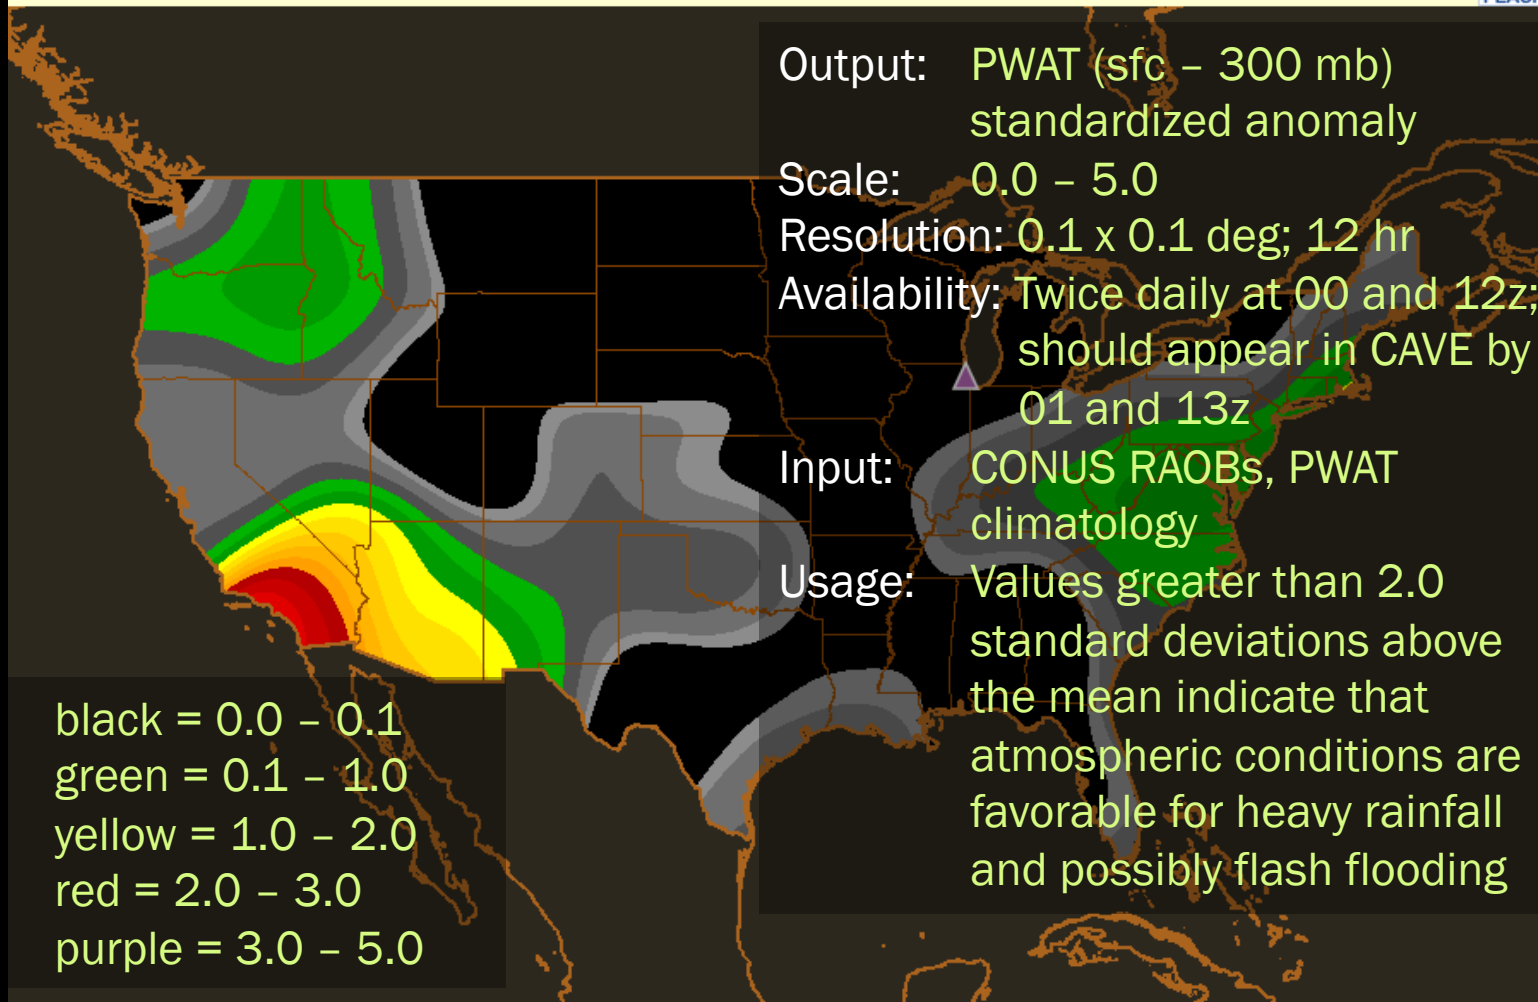 Output: PWAT (sfc – 300 mb)
standardized anomaly
Scale: 0.0 – 5.0
Resolution: 0.1 x 0.1 deg; 12 hr
Availability: Twice daily at 00 and 12z;
should appear in CAVE by
01 and 13z
Input: CONUS RAOBs, PWAT
climatology
Usage: Values greater than 2.0
standard deviations above
the mean indicate that
atmospheric conditions are
favorable for heavy rainfall
and possibly flash flooding
black = 0.0 – 0.1
green = 0.1 – 1.0
yellow = 1.0 – 2.0
red = 2.0 – 3.0
purple = 3.0 – 5.0